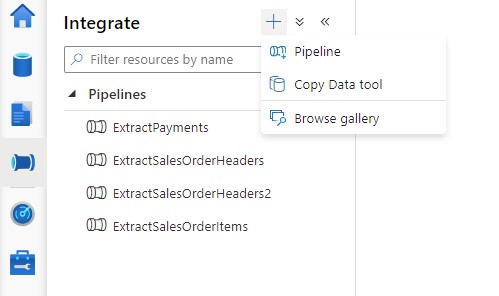 Integrate
Filter resources by name
Pipelines
ExtractPayments
ExtractSalesOrderHeaders
ExtractSalesOrderHeaders2
ExtractSalesOrderItems
Pipeline
Copy Data tool
Browse gallery